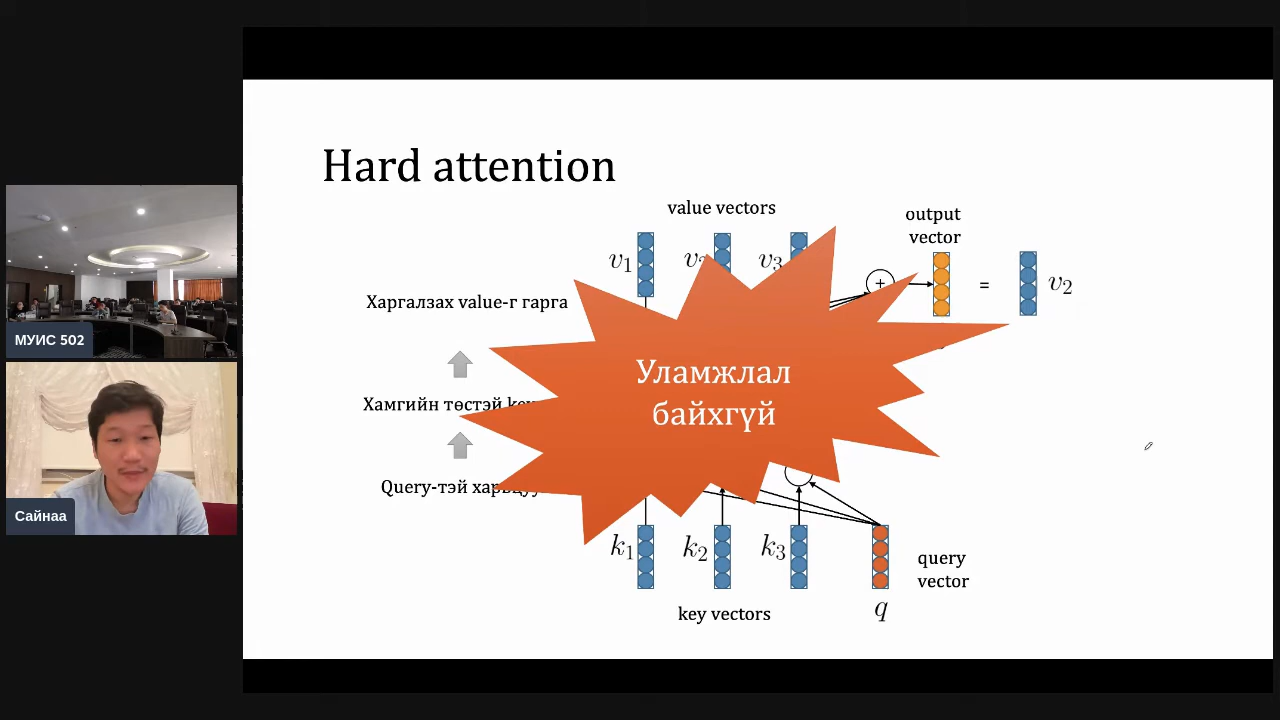 Hard attention
value vectors
output
vector
v1
v3
=
v2
Харгалзах value-г гарга
+
Уламжлал
байхгүй
Хамгийн төстэй
Query-тэй
k1
k2
k3
query
vector
key vectors
q
МУИС 502
Сайнаа